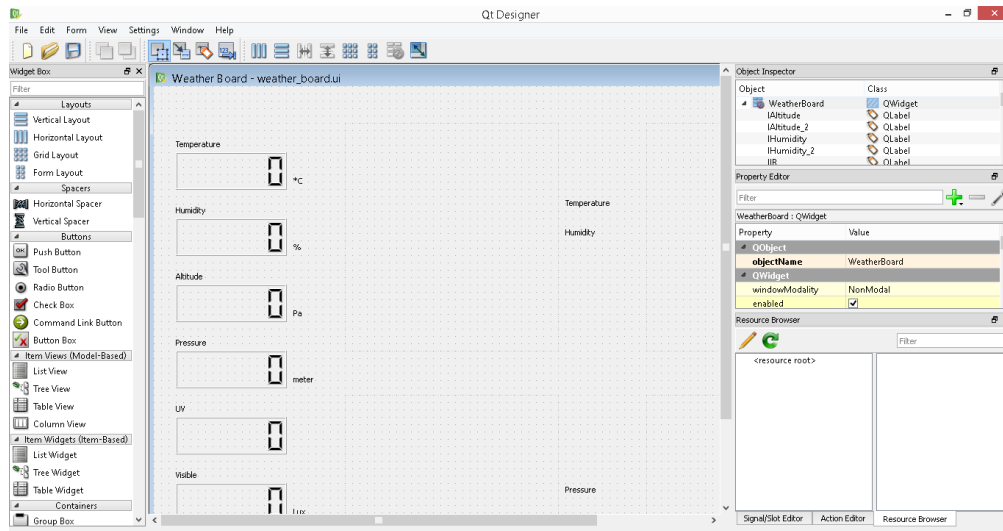 Qt Designer
File Edit Form View Settings Window Help
Widget Box
Filter
Layouts
Vertical Layout
Horizontal Layout
Grid Layout
Form Layout
Spacers
Horizontal Spacer
Vertical Spacer
Buttons
Push Button
Tool Button
Radio Button
Check Box
Command Link Button
Button Box
Item Views (Model-Based)
List View
Tree View
Table View
Column View
Item Widgets (Item-Based)
List Widget
Tree Widget
Table Widget
Containers
Group Box
Weather Board - weather_board.ui
Temperature
0 *C
Humidity
0 %
Altitude
0 Pa
Pressure
0 meter
UV
0
Visible
0 Lux
Temperature
Humidity
Pressure
Object Inspector
Object Class
WeatherBoard QWidget
lAltitude QLabel
lAltitude_2 QLabel
lHumidity QLabel
lHumidity_2 QLabel
lIR QLabel
Property Editor
Filter
WeatherBoard : QWidget
Property Value
QObject
objectName WeatherBoard
QWidget
windowModality NonModal
enabled
Resource Browser
Filter
<resource root>
Signal/Slot Editor Action Editor Resource Browser